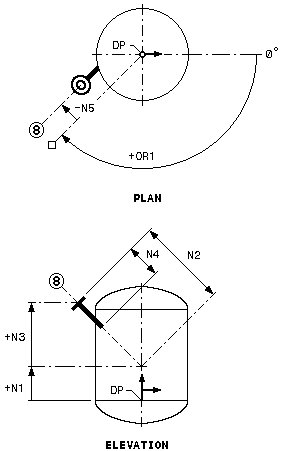 DP
0°
-N5
8
+OR1
PLAN
N4
N2
8
+N3
DP
+N1
ELEVATION